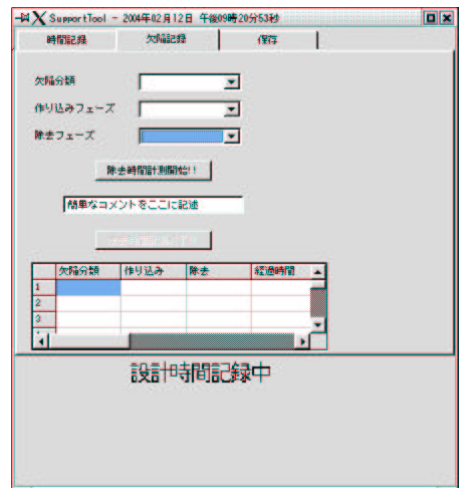 SupportTool - 2004年02月12日 午後09時20分53秒
時間記録 欠陥記録 保存
欠陥分類
作り込みフェーズ
除去フェーズ
除去時間計測開始!!
簡単なコメントをここに記述
欠陥分類 作り込み 除去 経過時間
1
2
3
設計時間記録中